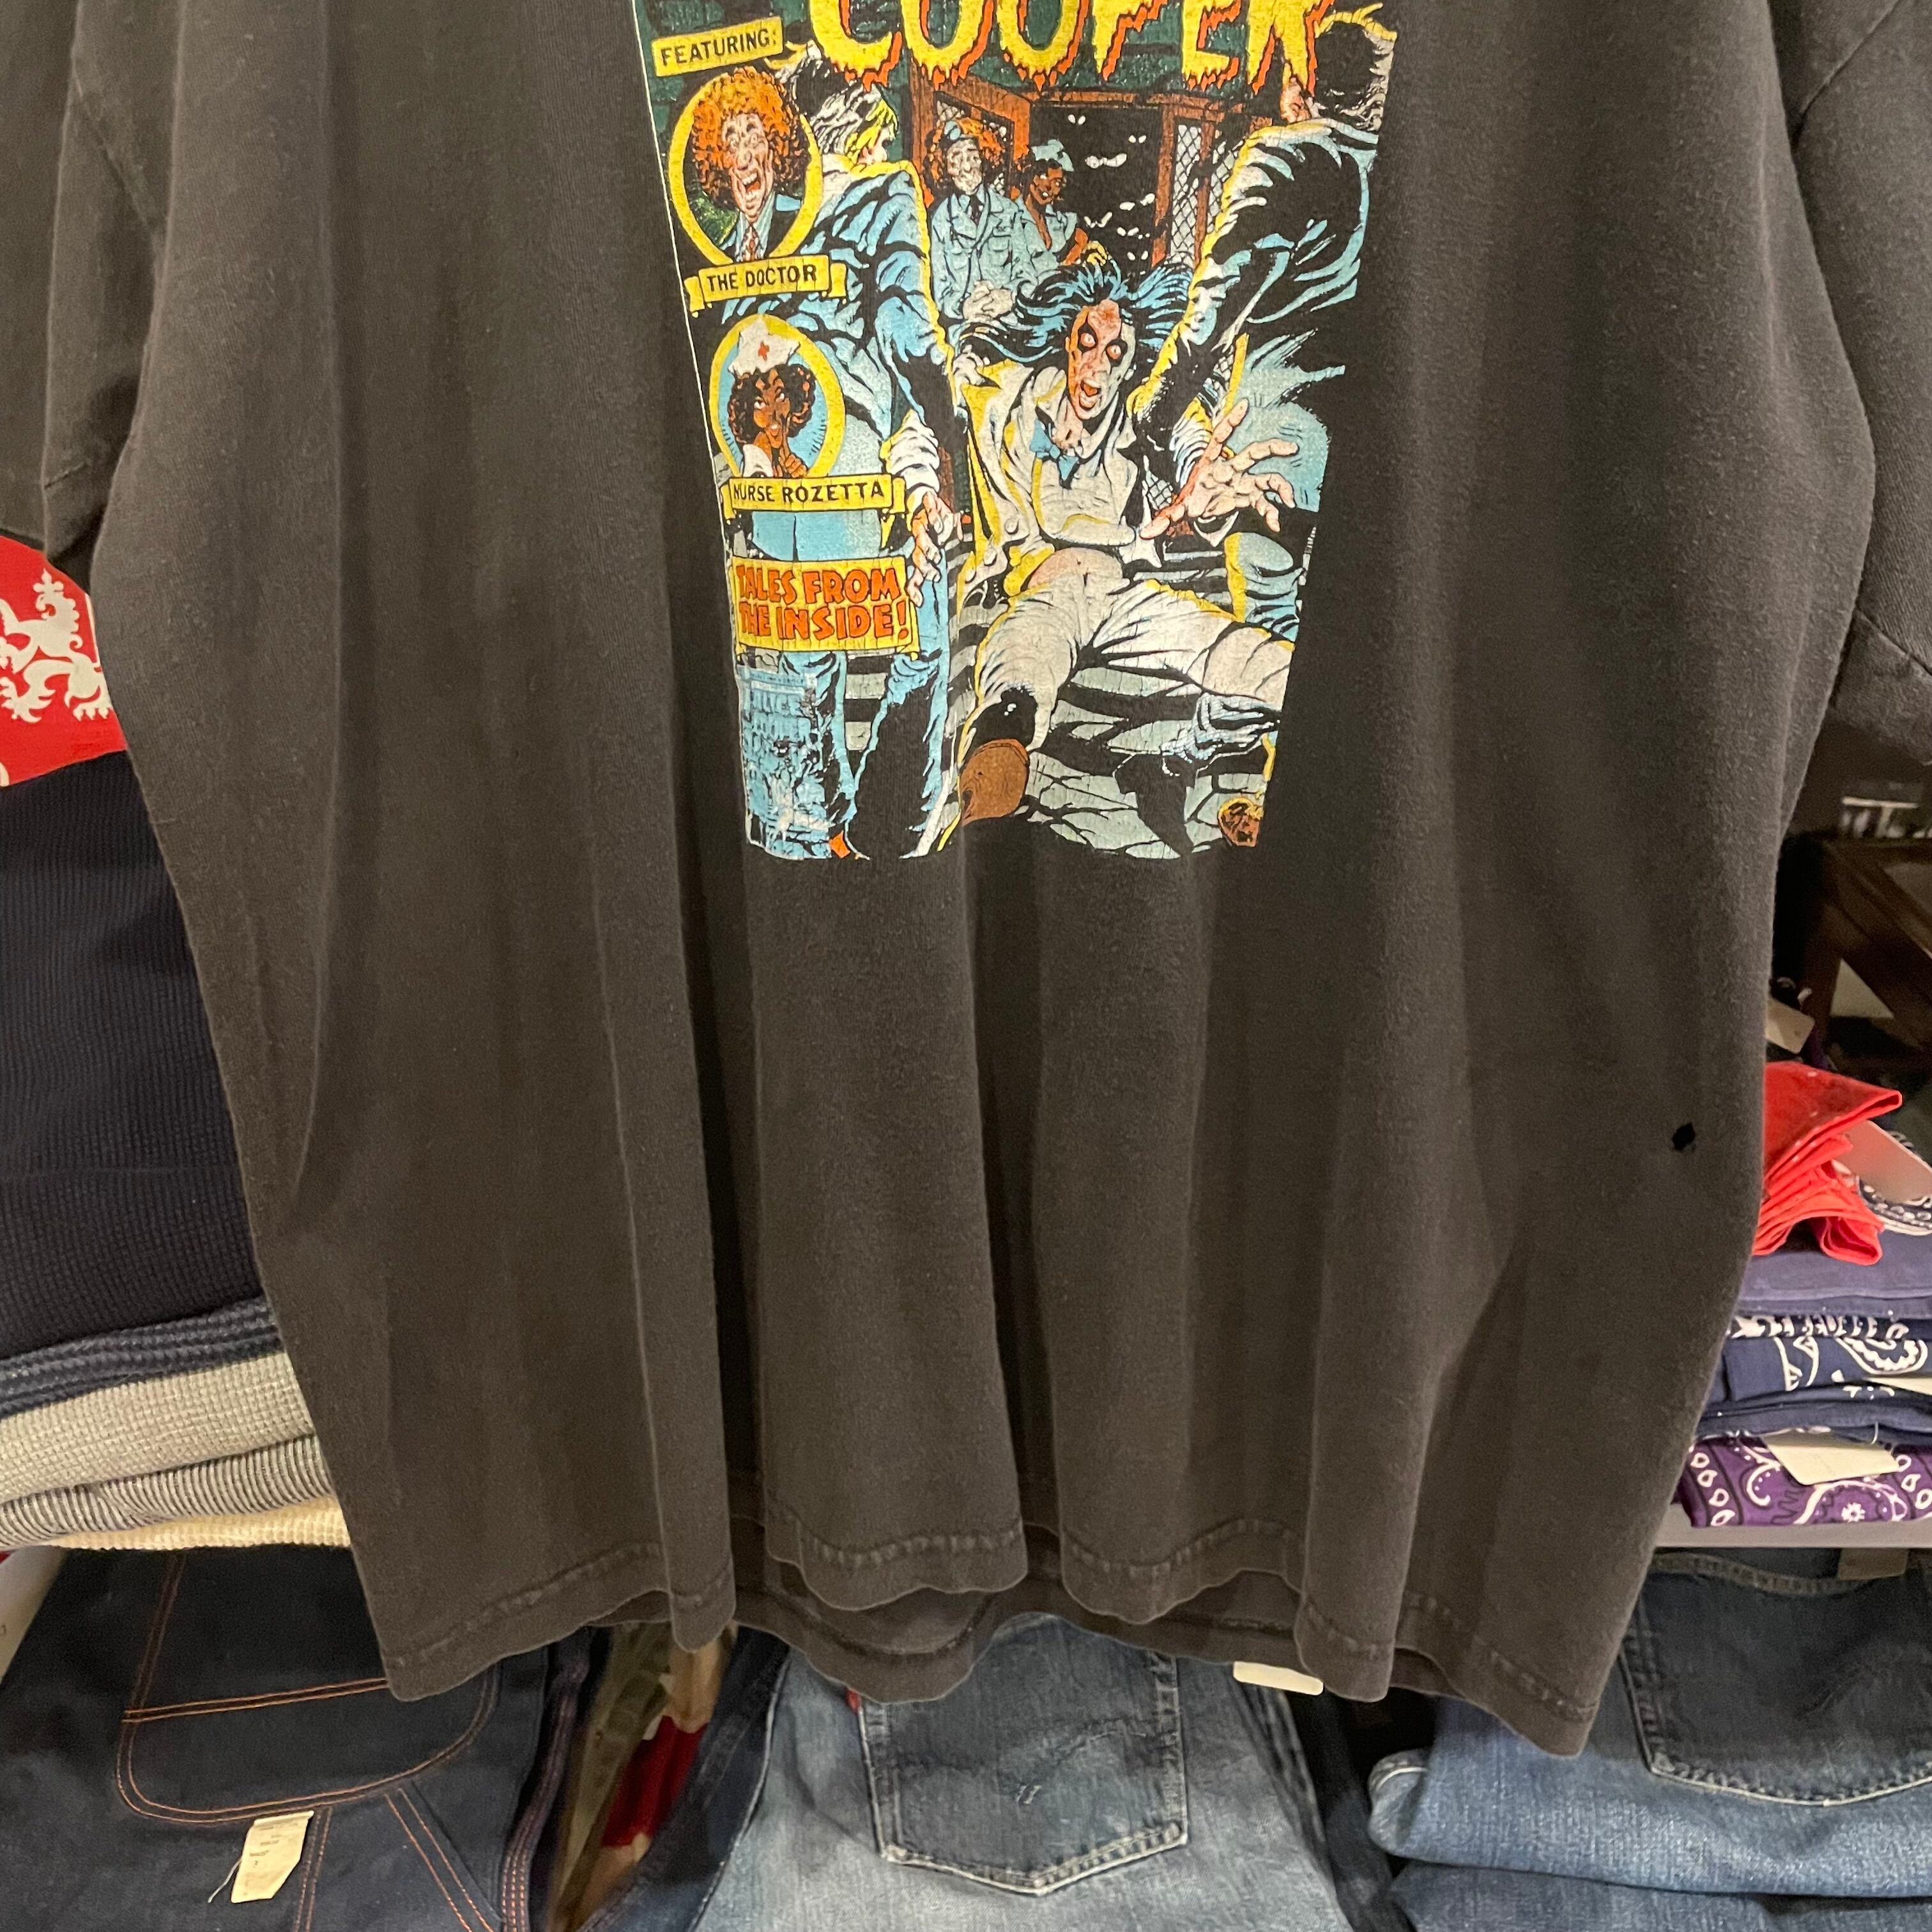 COOPER
FEATURING:
THE DOCTOR
NURSE ROZETTA
TALES FROM
THE INSIDE!